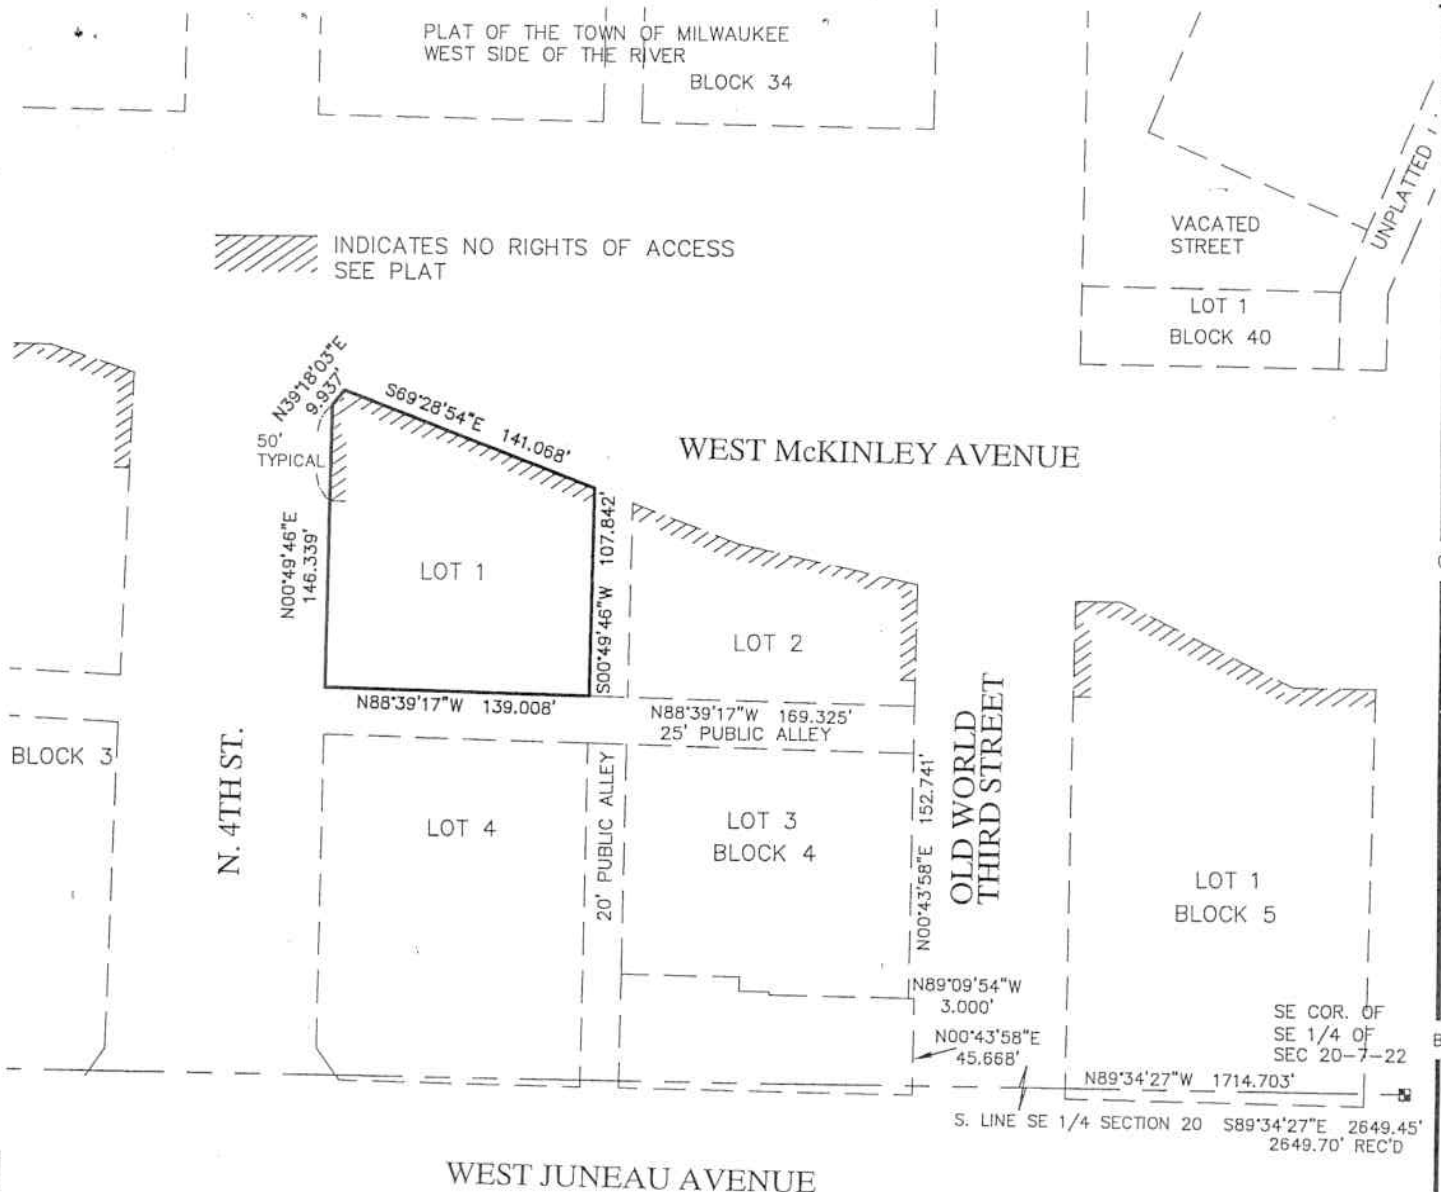 PLAT OF THE TOWN OF MILWAUKEE
WEST SIDE OF THE RIVER
BLOCK 34
UNPLATTED
VACATED
STREET
LOT 1
BLOCK 40
INDICATES NO RIGHTS OF ACCESS
SEE PLAT
N39°18'03"E
9.937'
S69°28'54"E 141.068'
50'
TYPICAL
WEST McKINLEY AVENUE
N00°49'46"E
146.339'
LOT 1
S00°49'46"W 107.842'
LOT 2
N88°39'17"W 139.008'
N88°39'17"W 169.325'
25' PUBLIC ALLEY
BLOCK 3
N. 4TH ST.
LOT 4
20' PUBLIC ALLEY
LOT 3
BLOCK 4
N00°43'58"E 152.741'
OLD WORLD
THIRD STREET
LOT 1
BLOCK 5
N89°09'54"W
3.000'
N00°43'58"E
45.668'
SE COR. OF
SE 1/4 OF
SEC 20-7-22
N89°34'27"W 1714.703'
S. LINE SE 1/4 SECTION 20 S89°34'27"E 2649.45'
2649.70' REC'D
WEST JUNEAU AVENUE